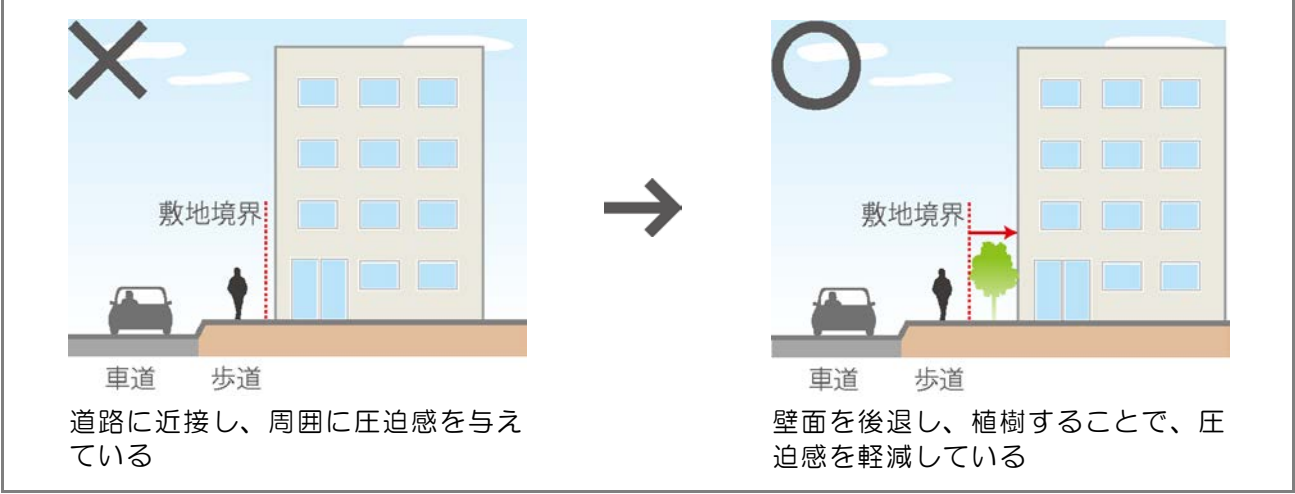 敷地境界
車道 歩道
道路に近接し、周囲に圧迫感を与え
ている
敷地境界
車道 歩道
壁面を後退し、植樹することで、圧
迫感を軽減している